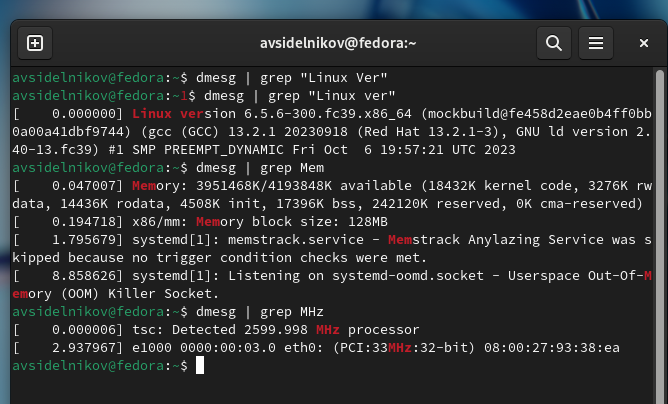 avsidelnikov@fedora:~
avsidelnikov@fedora:~$ dmesg | grep "Linux Ver"
avsidelnikov@fedora:~1$ dmesg | grep "Linux ver"
[    0.000000] Linux version 6.5.6-300.fc39.x86_64 (mockbuild@fe458d2eae0b4ff0bb
0a00a41dbf9744) (gcc (GCC) 13.2.1 20230918 (Red Hat 13.2.1-3), GNU ld version 2.
40-13.fc39) #1 SMP PREEMPT_DYNAMIC Fri Oct  6 19:57:21 UTC 2023
avsidelnikov@fedora:~$ dmesg | grep Mem
[    0.047007] Memory: 3951468K/4193848K available (18432K kernel code, 3276K rw
data, 14436K rodata, 4508K init, 17396K bss, 242120K reserved, 0K cma-reserved)
[    0.194718] x86/mm: Memory block size: 128MB
[    1.795679] systemd[1]: memstrack.service - Memstrack Anylazing Service was s
kipped because no trigger condition checks were met.
[    8.858626] systemd[1]: Listening on systemd-oomd.socket - Userspace Out-Of-M
emory (OOM) Killer Socket.
avsidelnikov@fedora:~$ dmesg | grep MHz
[    0.000006] tsc: Detected 2599.998 MHz processor
[    2.937967] e1000 0000:00:03.0 eth0: (PCI:33MHz:32-bit) 08:00:27:93:38:ea
avsidelnikov@fedora:~$